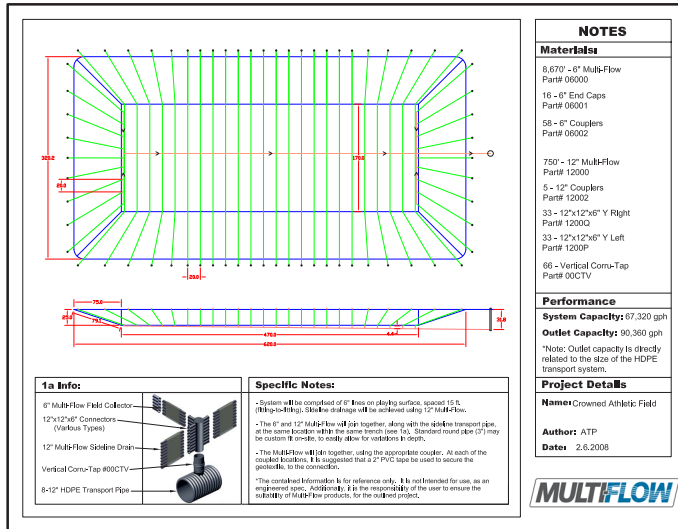 320.2
20.0
170.0
20.0
75.0
25.0
79.1
470.0
4.4
620.0
31.8
NOTES
Materials:
8,670' - 6" Multi-Flow
Part# 06000
16 - 6" End Caps
Part# 06001
58 - 6" Couplers
Part# 06002
750' - 12" Multi-Flow
Part# 12000
5 - 12" Couplers
Part# 12002
33 - 12"x12"x6" Y Right
Part# 1200Q
33 - 12"x12"x6" Y Left
Part# 1200P
66 - Vertical Corru-Tap
Part# 00CTV
Performance
System Capacity: 67,320 gph
Outlet Capacity: 90,360 gph
*Note: Outlet capacity is directly
related to the size of the HDPE
transport system.
Project Details
Name: Crowned Athletic Field
Author: ATP
Date: 2.6.2008
1a Info:
6" Multi-Flow Field Collector
12"x12"x6" Connectors
(Various Types)
12" Multi-Flow Sideline Drain
Vertical Corru-Tap #00CTV
8-12" HDPE Transport Pipe
Specific Notes:
- System will be comprised of 6" lines on playing surface, spaced 15 ft.
(fitting-to-fitting). Sideline drainage will be achieved using 12" Multi-Flow.
- The 6" and 12" Multi-Flow will join together, along with the sideline transport pipe,
at the same location within the same trench (see 1a). Standard round pipe (3") may
be custom fit on-site, to easily allow for variations in depth.
- The Multi-Flow will join together, using the appropriate coupler. At each of the
coupled locations, it is suggested that a 2" PVC tape be used to secure the
geotextile, to the connection.
*The contained information is for reference only. It is not intended for use, as an
engineered spec. Additionally, it is the responsibility of the user to ensure the
suitability of Multi-Flow products, for the outlined project.
MULTIFLOW